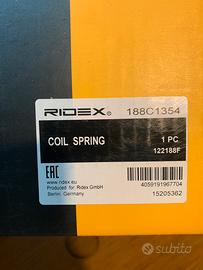 RIDEX 188C1354
COIL SPRING 1 PC
122188F
EAC
www.ridex.eu
Produced for Ridex GmbH
Berlin, Germany
4059191967704
15205362
subito